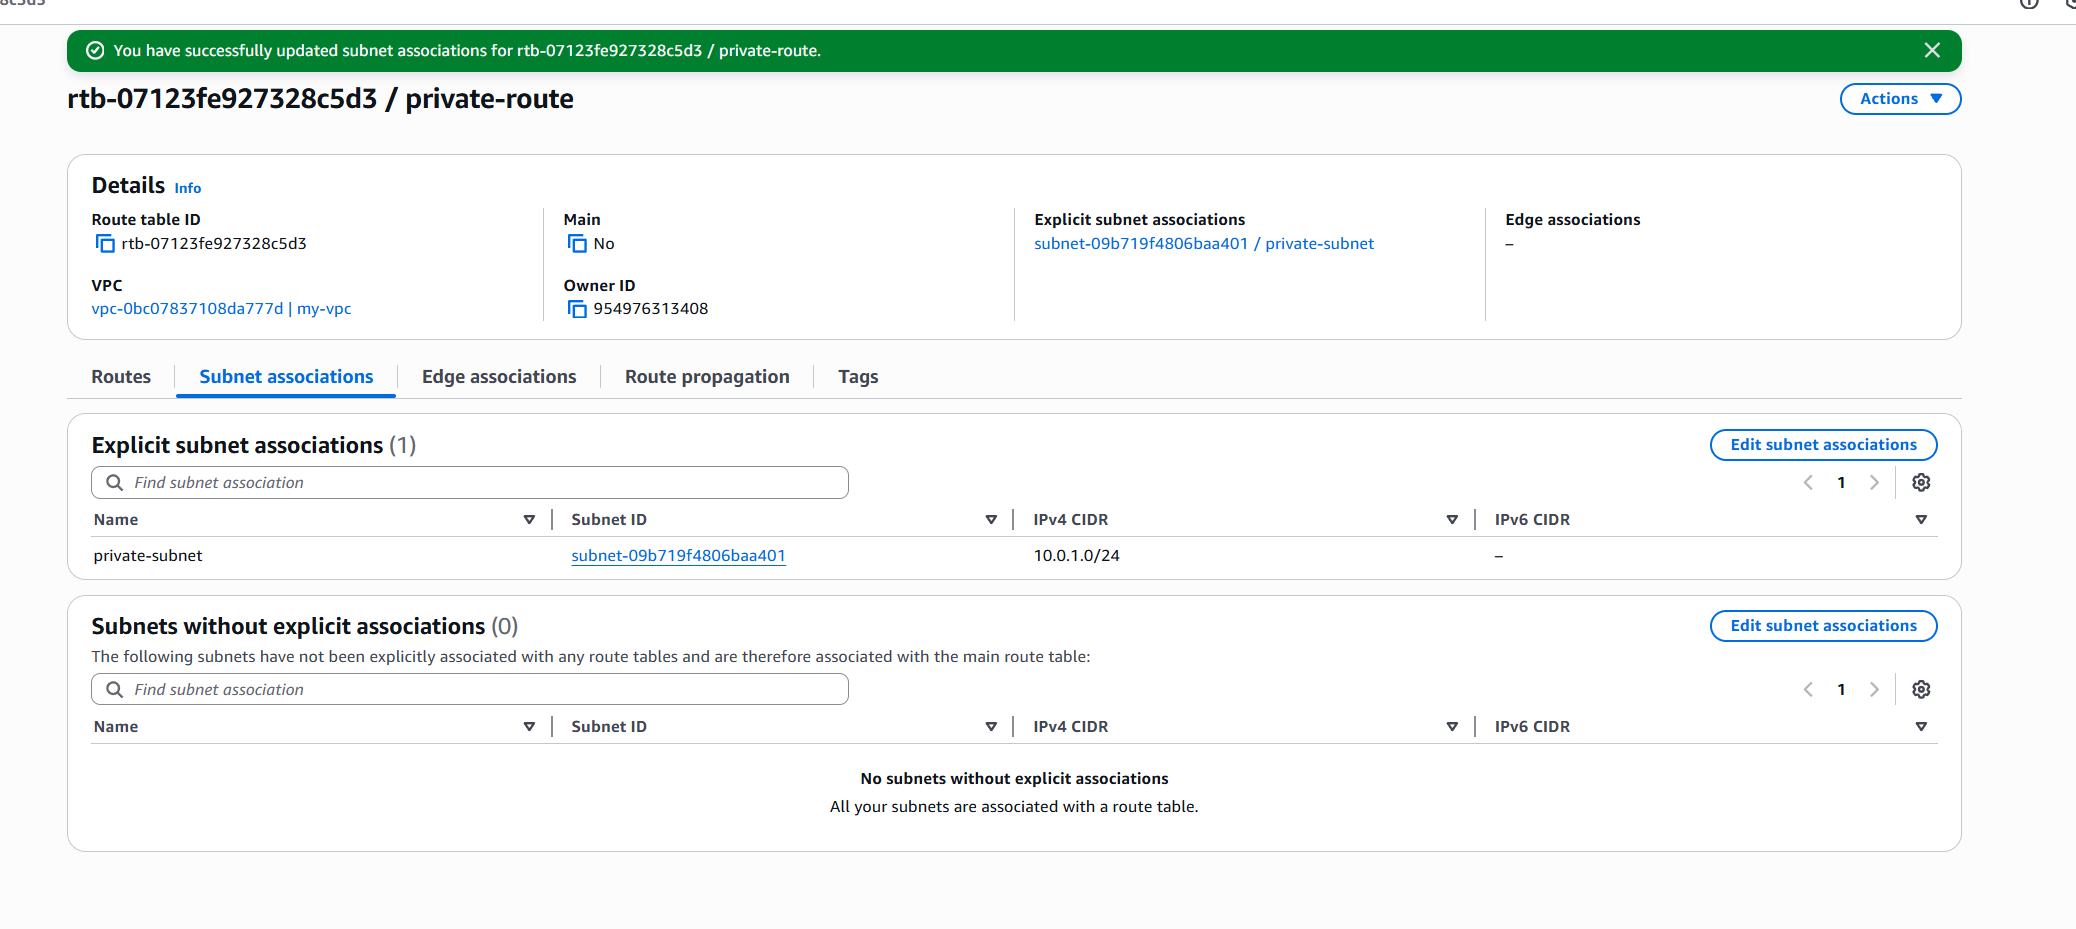 You have successfully updated subnet associations for rtb-07123fe927328c5d3 / private-route.
rtb-07123fe927328c5d3 / private-route
Actions
Details Info
Route table ID
rtb-07123fe927328c5d3
Main
No
Explicit subnet associations
subnet-09b719f4806baa401 / private-subnet
Edge associations
–
VPC
vpc-0bc07837108da777d | my-vpc
Owner ID
954976313408
Routes
Subnet associations
Edge associations
Route propagation
Tags
Explicit subnet associations (1)
Edit subnet associations
Find subnet association
1
Name Subnet ID IPv4 CIDR IPv6 CIDR
private-subnet subnet-09b719f4806baa401 10.0.1.0/24 –
Subnets without explicit associations (0)
Edit subnet associations
The following subnets have not been explicitly associated with any route tables and are therefore associated with the main route table:
Find subnet association
1
Name Subnet ID IPv4 CIDR IPv6 CIDR
No subnets without explicit associations
All your subnets are associated with a route table.